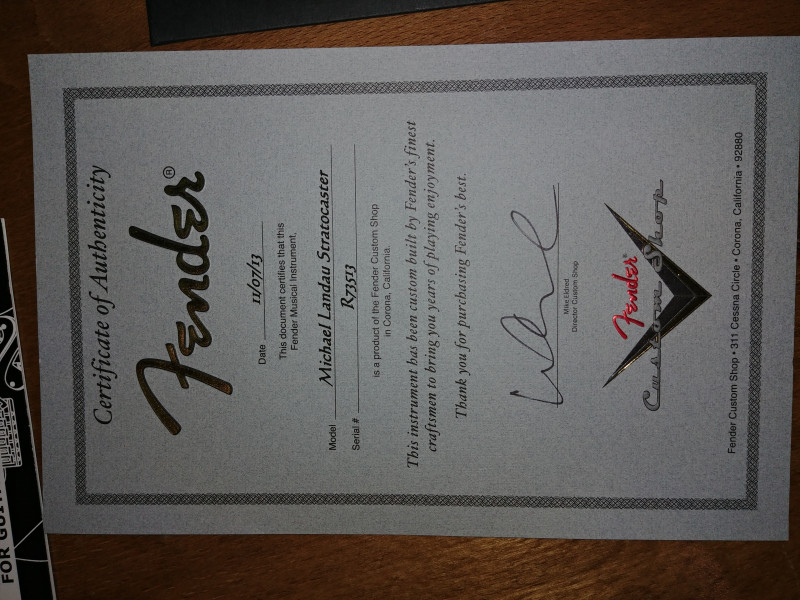 Certificate of Authenticity
Fender®
Date 11/07/13
This document certifies that this
Fender Musical Instrument,
Model Michael Landau Stratocaster
Serial # R73513
is a product of the Fender Custom Shop
in Corona, California.
This instrument has been custom built by Fender's finest
craftsmen to bring you years of playing enjoyment.
Thank you for purchasing Fender's best.
Mike Eldred
Director Custom Shop
Fender®
Custom Shop
Fender Custom Shop • 311 Cessna Circle • Corona, California • 92880